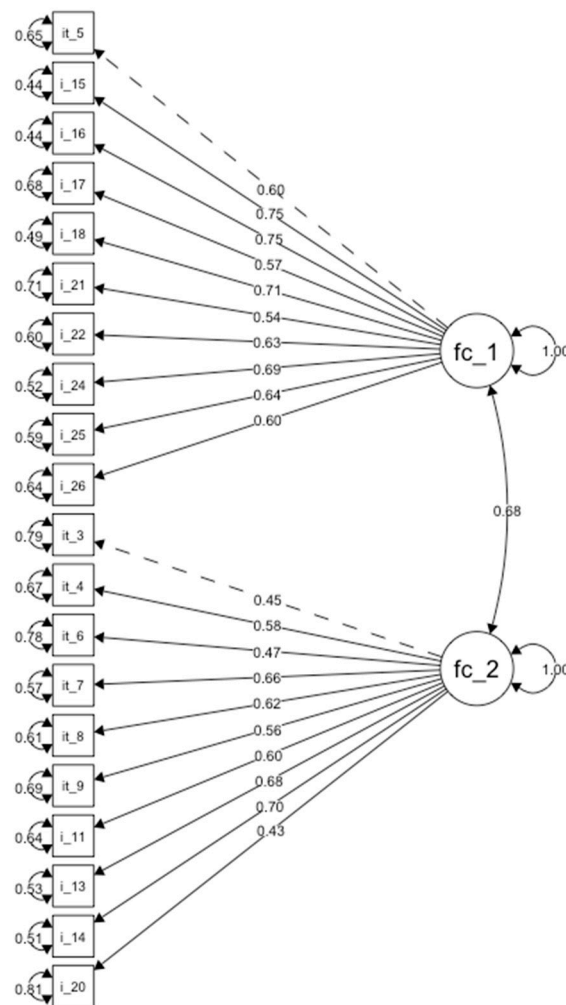 0.65 it_5
0.44 i_15
0.44 i_16
0.68 i_17
0.60
0.75
0.75
0.57
0.49 i_18
0.71
0.71 i_21
0.54
0.60 i_22
0.63
fc_1 1.00
0.52 i_24
0.69
0.64
0.60
0.59 i_25
0.64 i_26
0.68
0.79 it_3
0.67 it_4
0.45
0.58
0.78 it_6
0.47
0.66
fc_2 1.00
0.57 it_7
0.62
0.61 it_8
0.56
0.60
0.69 it_9
0.68
0.70
0.43
0.64 i_11
0.53 i_13
0.51 i_14
0.81 i_20